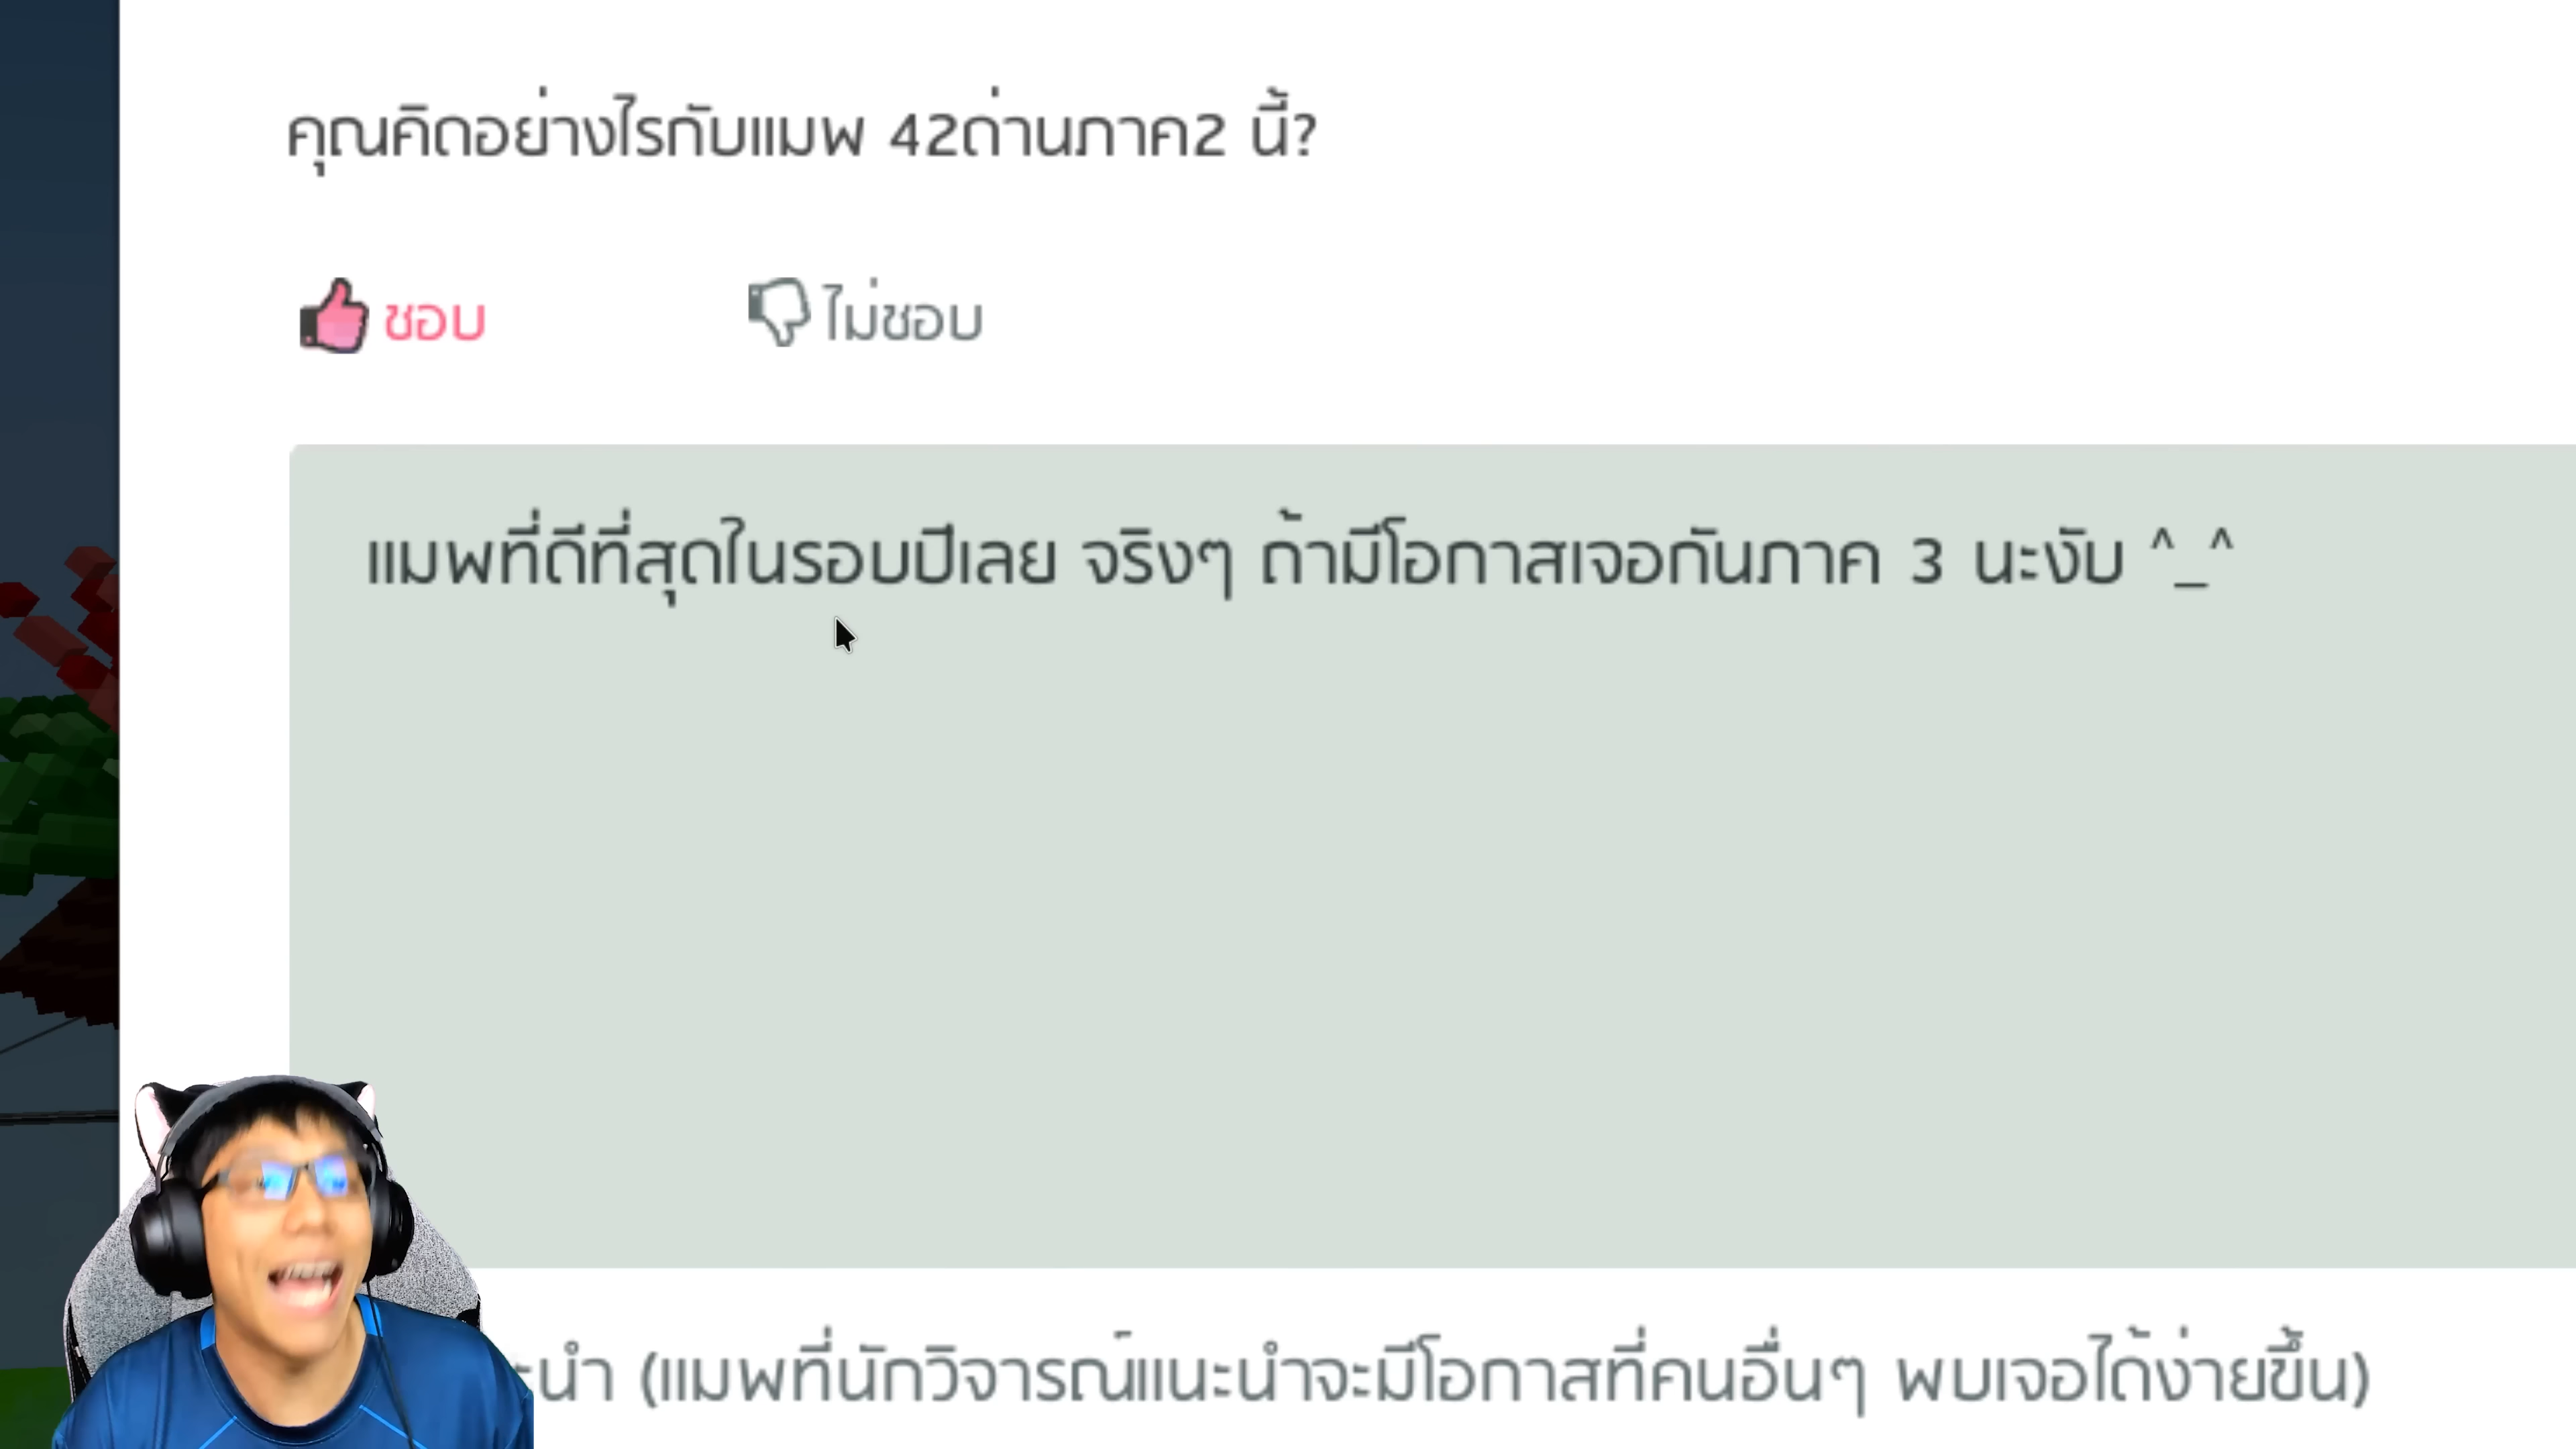 คุณคิดอย่างไรกับแมพ 42ด่านภาค2 นี้?
ชอบ
ไม่ชอบ
แมพที่ดีที่สุดในรอบปีเลย จริงๆ ถ้ามีโอกาสเจอกันภาค 3 นะงับ ^_^
ะนำ (แมพที่นักวิจารณ์แนะนำจะมีโอกาสที่คนอื่นๆ พบเจอได้ง่ายขึ้น)